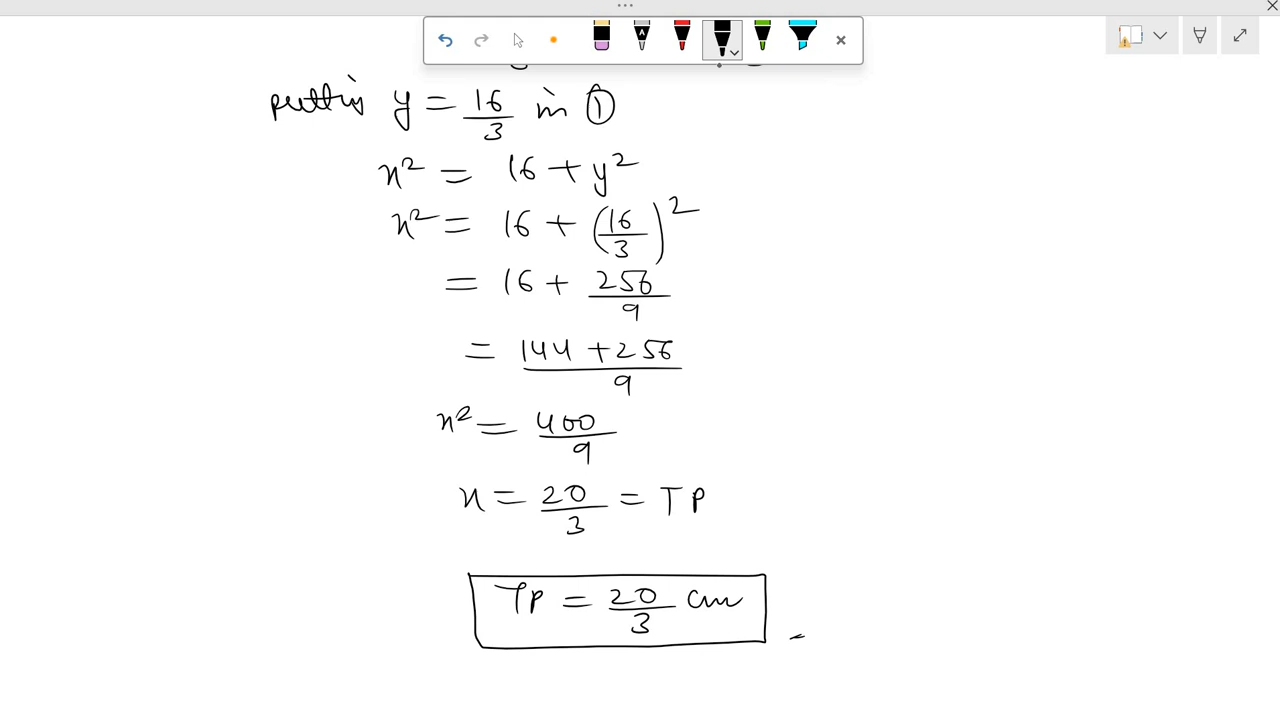 putting y = 16/3 in ①
x² = 16 + y²
x² = 16 + (16/3)²
= 16 + 256/9
= 144 + 256/9
x² = 400/9
x = 20/3 = TP
TP = 20/3 cm